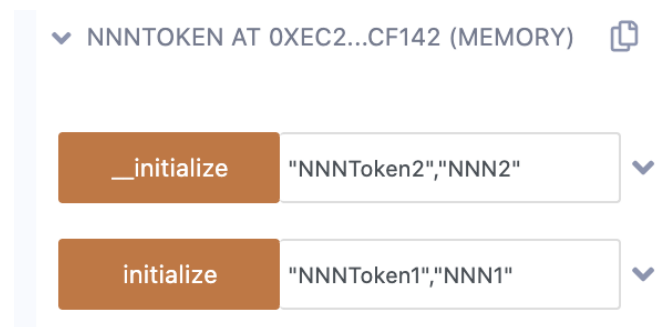 NNNTOKEN AT 0XEC2...CF142 (MEMORY)
__initialize "NNNToken2","NNN2"
initialize "NNNToken1","NNN1"